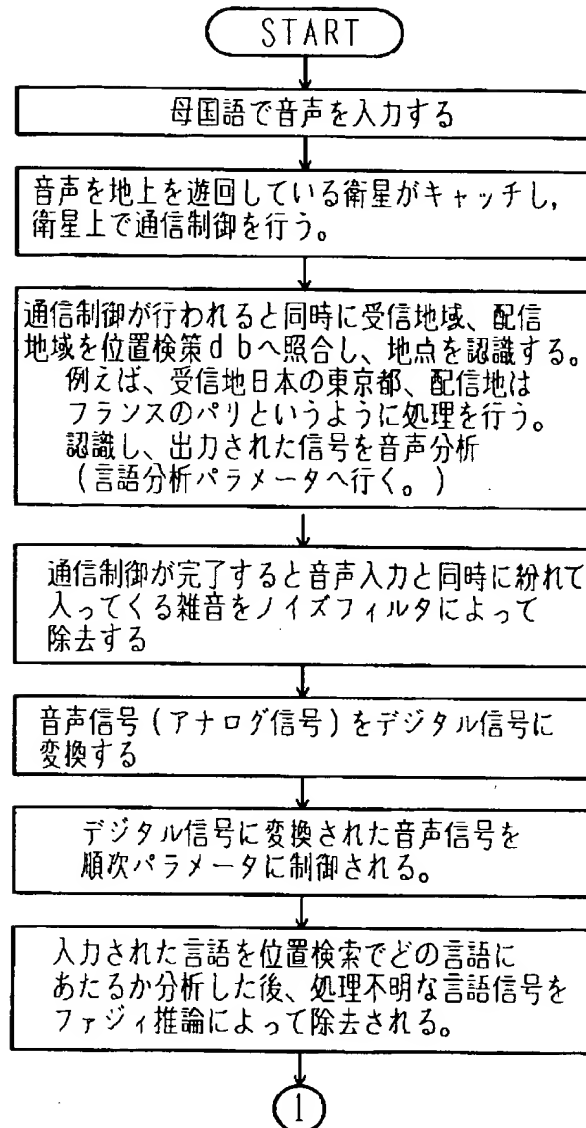 START
母国語で音声を入力する
音声を地上を遊回している衛星がキャッチし,
衛星上で通信制御を行う。
通信制御が行われると同時に受信地域、配信
地域を位置検策dbへ照合し、地点を認識する。
例えば、受信地日本の東京都、配信地は
フランスのパリというように処理を行う。
認識し、出力された信号を音声分析
(言語分析パラメータへ行く。)
通信制御が完了すると音声入力と同時に紛れて
入ってくる雑音をノイズフィルタによって
除去する
音声信号(アナログ信号)をデジタル信号に
変換する
デジタル信号に変換された音声信号を
順次パラメータに制御される。
入力された言語を位置検索でどの言語に
あたるか分析した後、処理不明な言語信号を
ファジィ推論によって除去される。
1